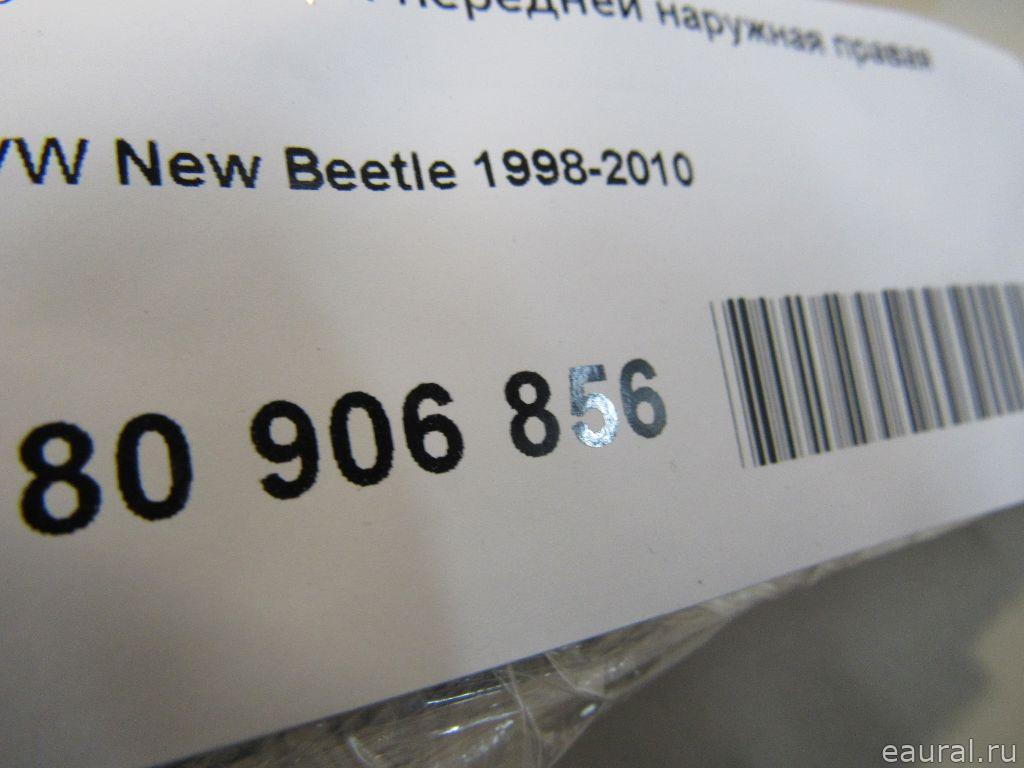 передней наружная правая
VW New Beetle 1998-2010
80 906 856
eaural.ru